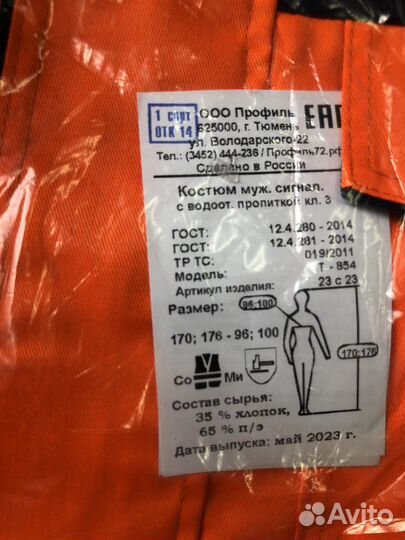 1 сорт
ОТК 14
ООО Профиль
625000, г. Тюмень
ул. Володарского-22
Тел.: (3452) 444-236 / Профиль72.рф
Сделано в России
ЕАС
Костюм муж. сигнал.
с водоот. пропиткой кл. 3
ГОСТ: 12.4.280 - 2014
ГОСТ: 12.4.281 - 2014
ТР ТС: 019/2011
Модель: Т - 854
Артикул изделия: 23 с 23
Размер: 96;100
170; 176 - 96; 100
170;176
Со Ми
Состав сырья:
35 % хлопок,
65 % п/э
Дата выпуска: май 2023 г.
Avito